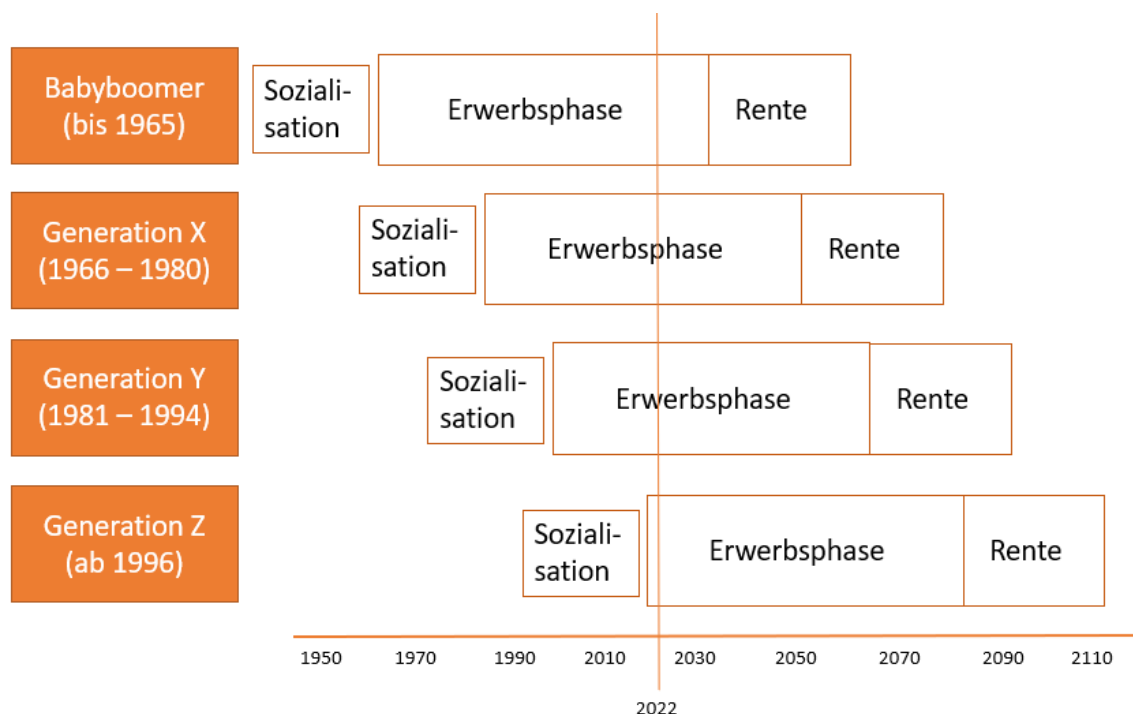 Babyboomer
(bis 1965)
Soziali-
sation
Erwerbsphase
Rente
Generation X
(1966 – 1980)
Soziali-
sation
Erwerbsphase
Rente
Generation Y
(1981 – 1994)
Soziali-
sation
Erwerbsphase
Rente
Generation Z
(ab 1996)
Soziali-
sation
Erwerbsphase
Rente
1950 1970 1990 2010 2030 2050 2070 2090 2110
2022